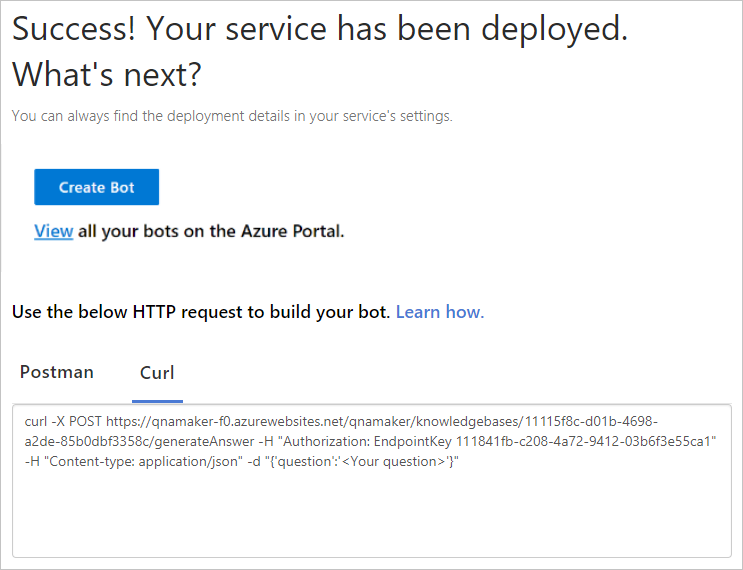 Success! Your service has been deployed.
What's next?
You can always find the deployment details in your service's settings.
Create Bot
View all your bots on the Azure Portal.
Use the below HTTP request to build your bot. Learn how.
Postman Curl
curl -X POST https://qnamaker-f0.azurewebsites.net/qnamaker/knowledgebases/11115f8c-d01b-4698-
a2de-85b0dbf3358c/generateAnswer -H "Authorization: EndpointKey 111841fb-c208-4a72-9412-03b6f3e55ca1"
-H "Content-type: application/json" -d "{'question':'<Your question>'}"